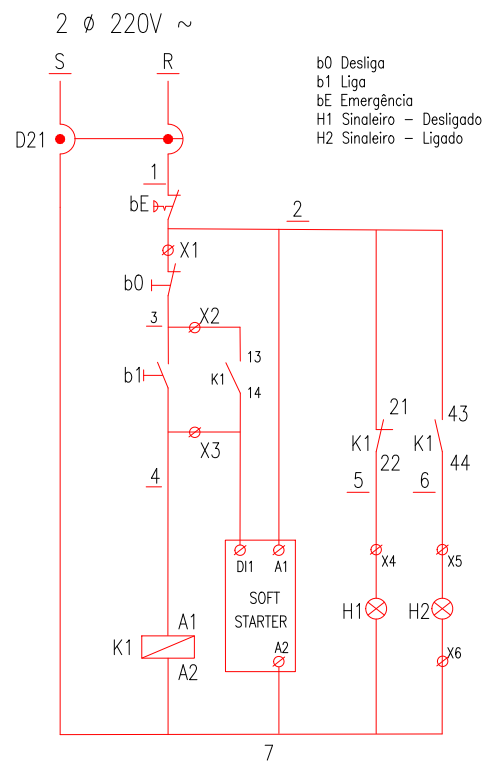 2 ø 220V ~
S R
b0 Desliga
b1 Liga
bE Emergência
H1 Sinaleiro - Desligado
H2 Sinaleiro - Ligado
D21
1
bE
2
X1
b0
3
X2
b1
K1
13
14
X3
4
21
K1
22
43
K1
44
5
6
DI1 A1
SOFT
STARTER
A2
X4
X5
H1
H2
X6
A1
K1
A2
7